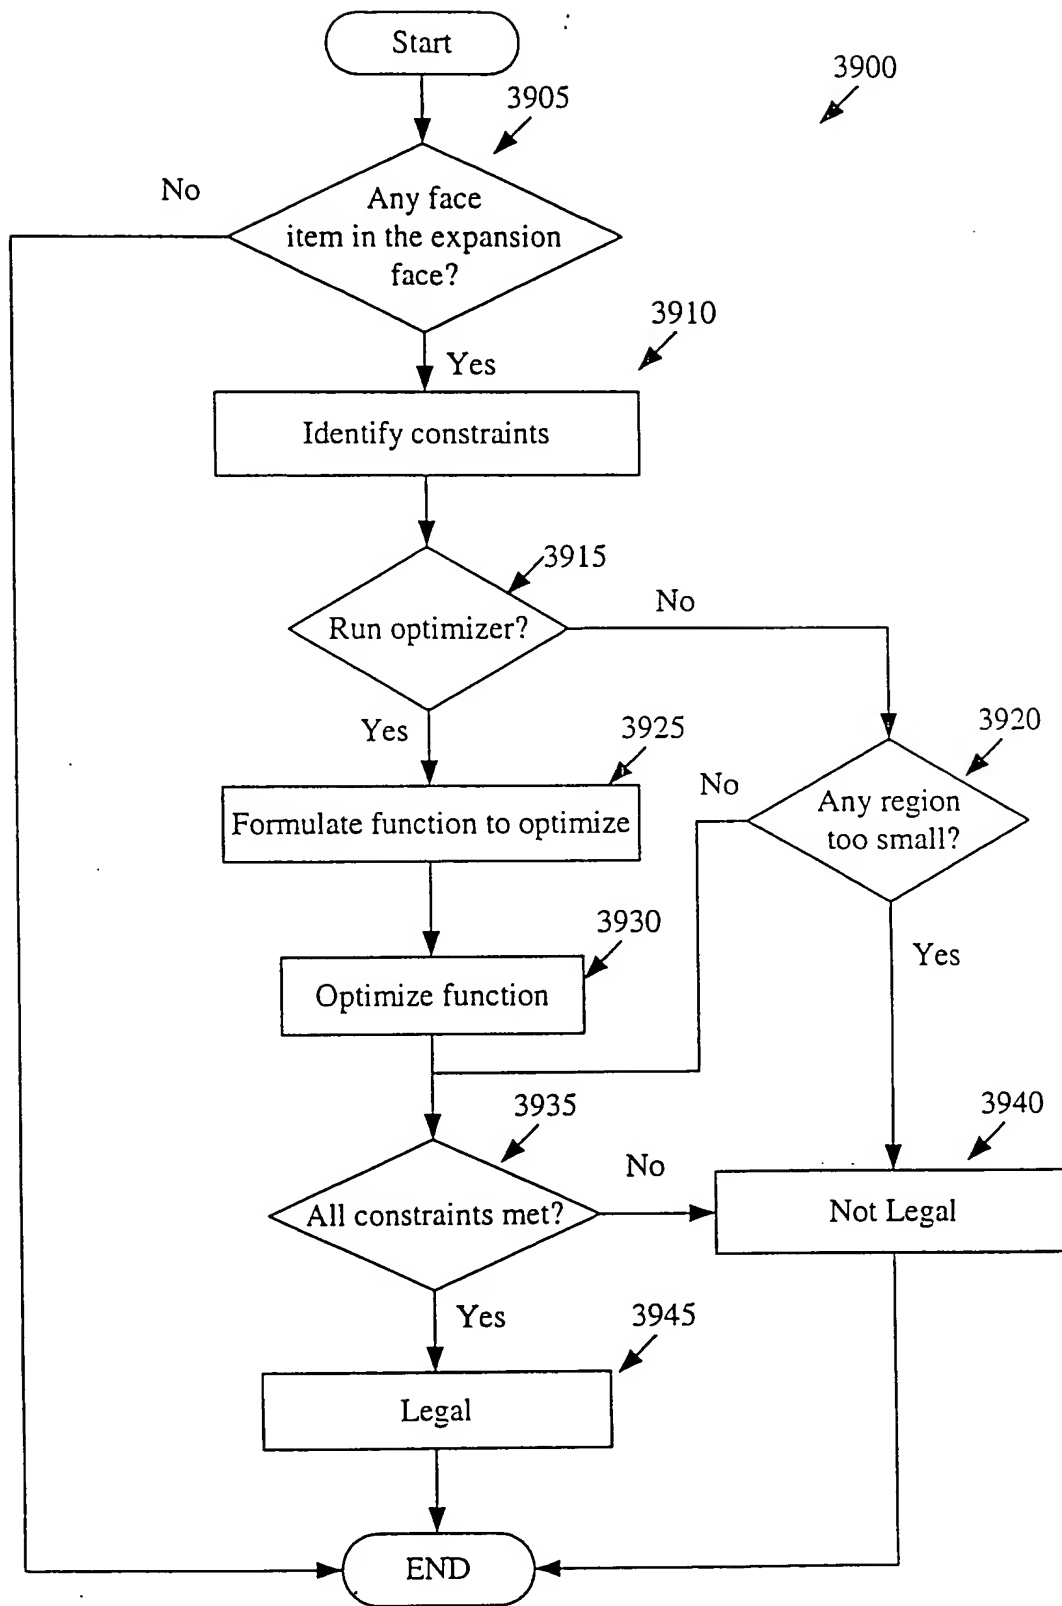 Start
3900
3905
No
Any face
item in the expansion
face?
3910
Yes
Identify constraints
3915
No
Run optimizer?
Yes
3925
3920
No
Any region
too small?
Formulate function to optimize
3930
Yes
Optimize function
3935
3940
No
All constraints met?
Not Legal
Yes
3945
Legal
END